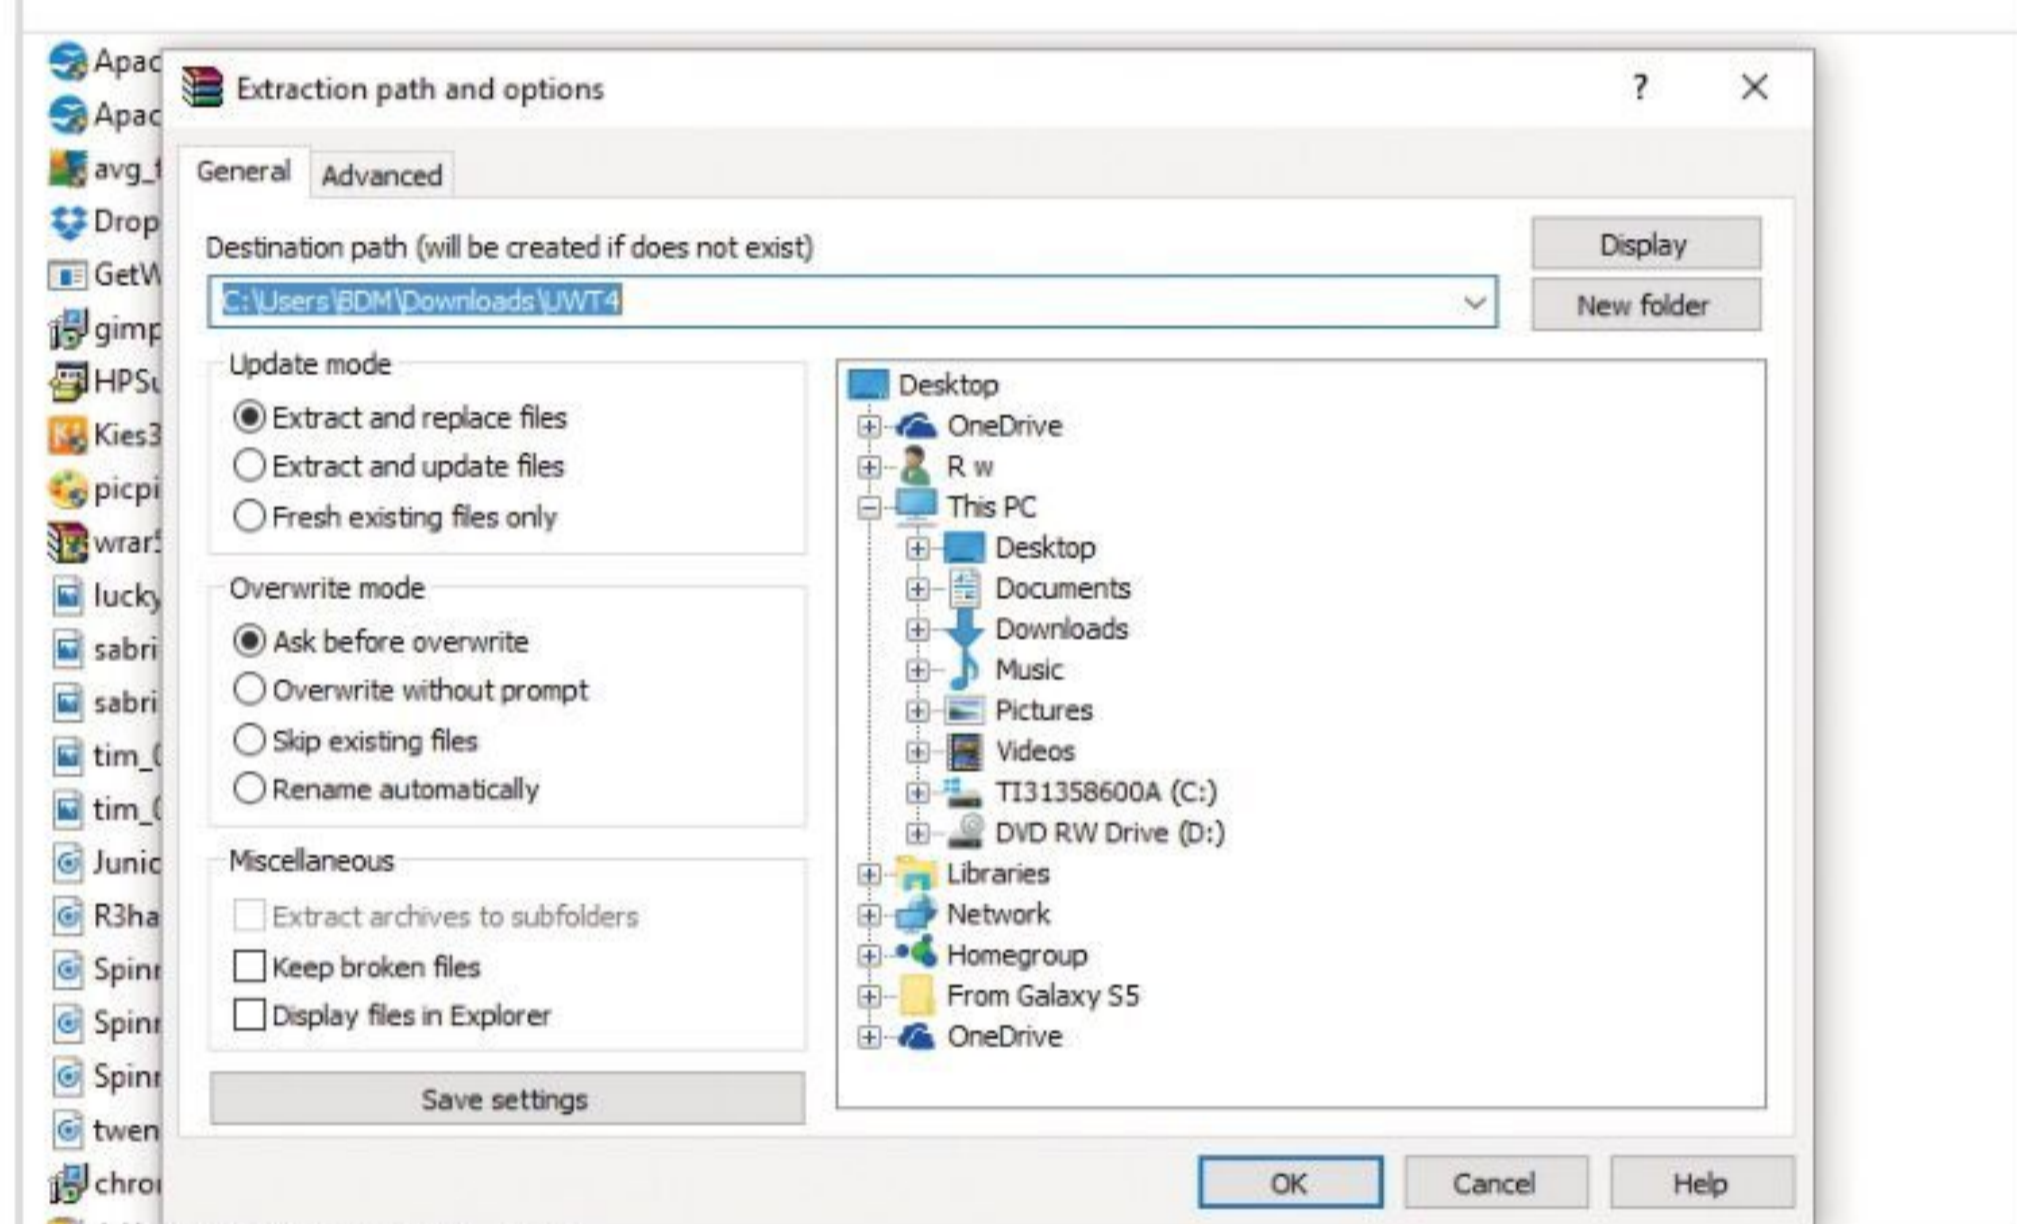 Apac
Apac
avg_f
Drop
GetW
gimp
HPSu
Kies3
picpi
wrar5
lucky
sabri
sabri
tim_0
tim_0
Junic
R3ha
Spinr
Spinr
Spinr
twen
chro
Extraction path and options
?
General
Advanced
Destination path (will be created if does not exist)
C:\Users\BDM\Downloads\UWT4
Display
New folder
Update mode
Extract and replace files
Extract and update files
Fresh existing files only
Overwrite mode
Ask before overwrite
Overwrite without prompt
Skip existing files
Rename automatically
Miscellaneous
Extract archives to subfolders
Keep broken files
Display files in Explorer
Save settings
Desktop
OneDrive
R w
This PC
Desktop
Documents
Downloads
Music
Pictures
Videos
TI31358600A (C:)
DVD RW Drive (D:)
Libraries
Network
Homegroup
From Galaxy S5
OneDrive
OK
Cancel
Help